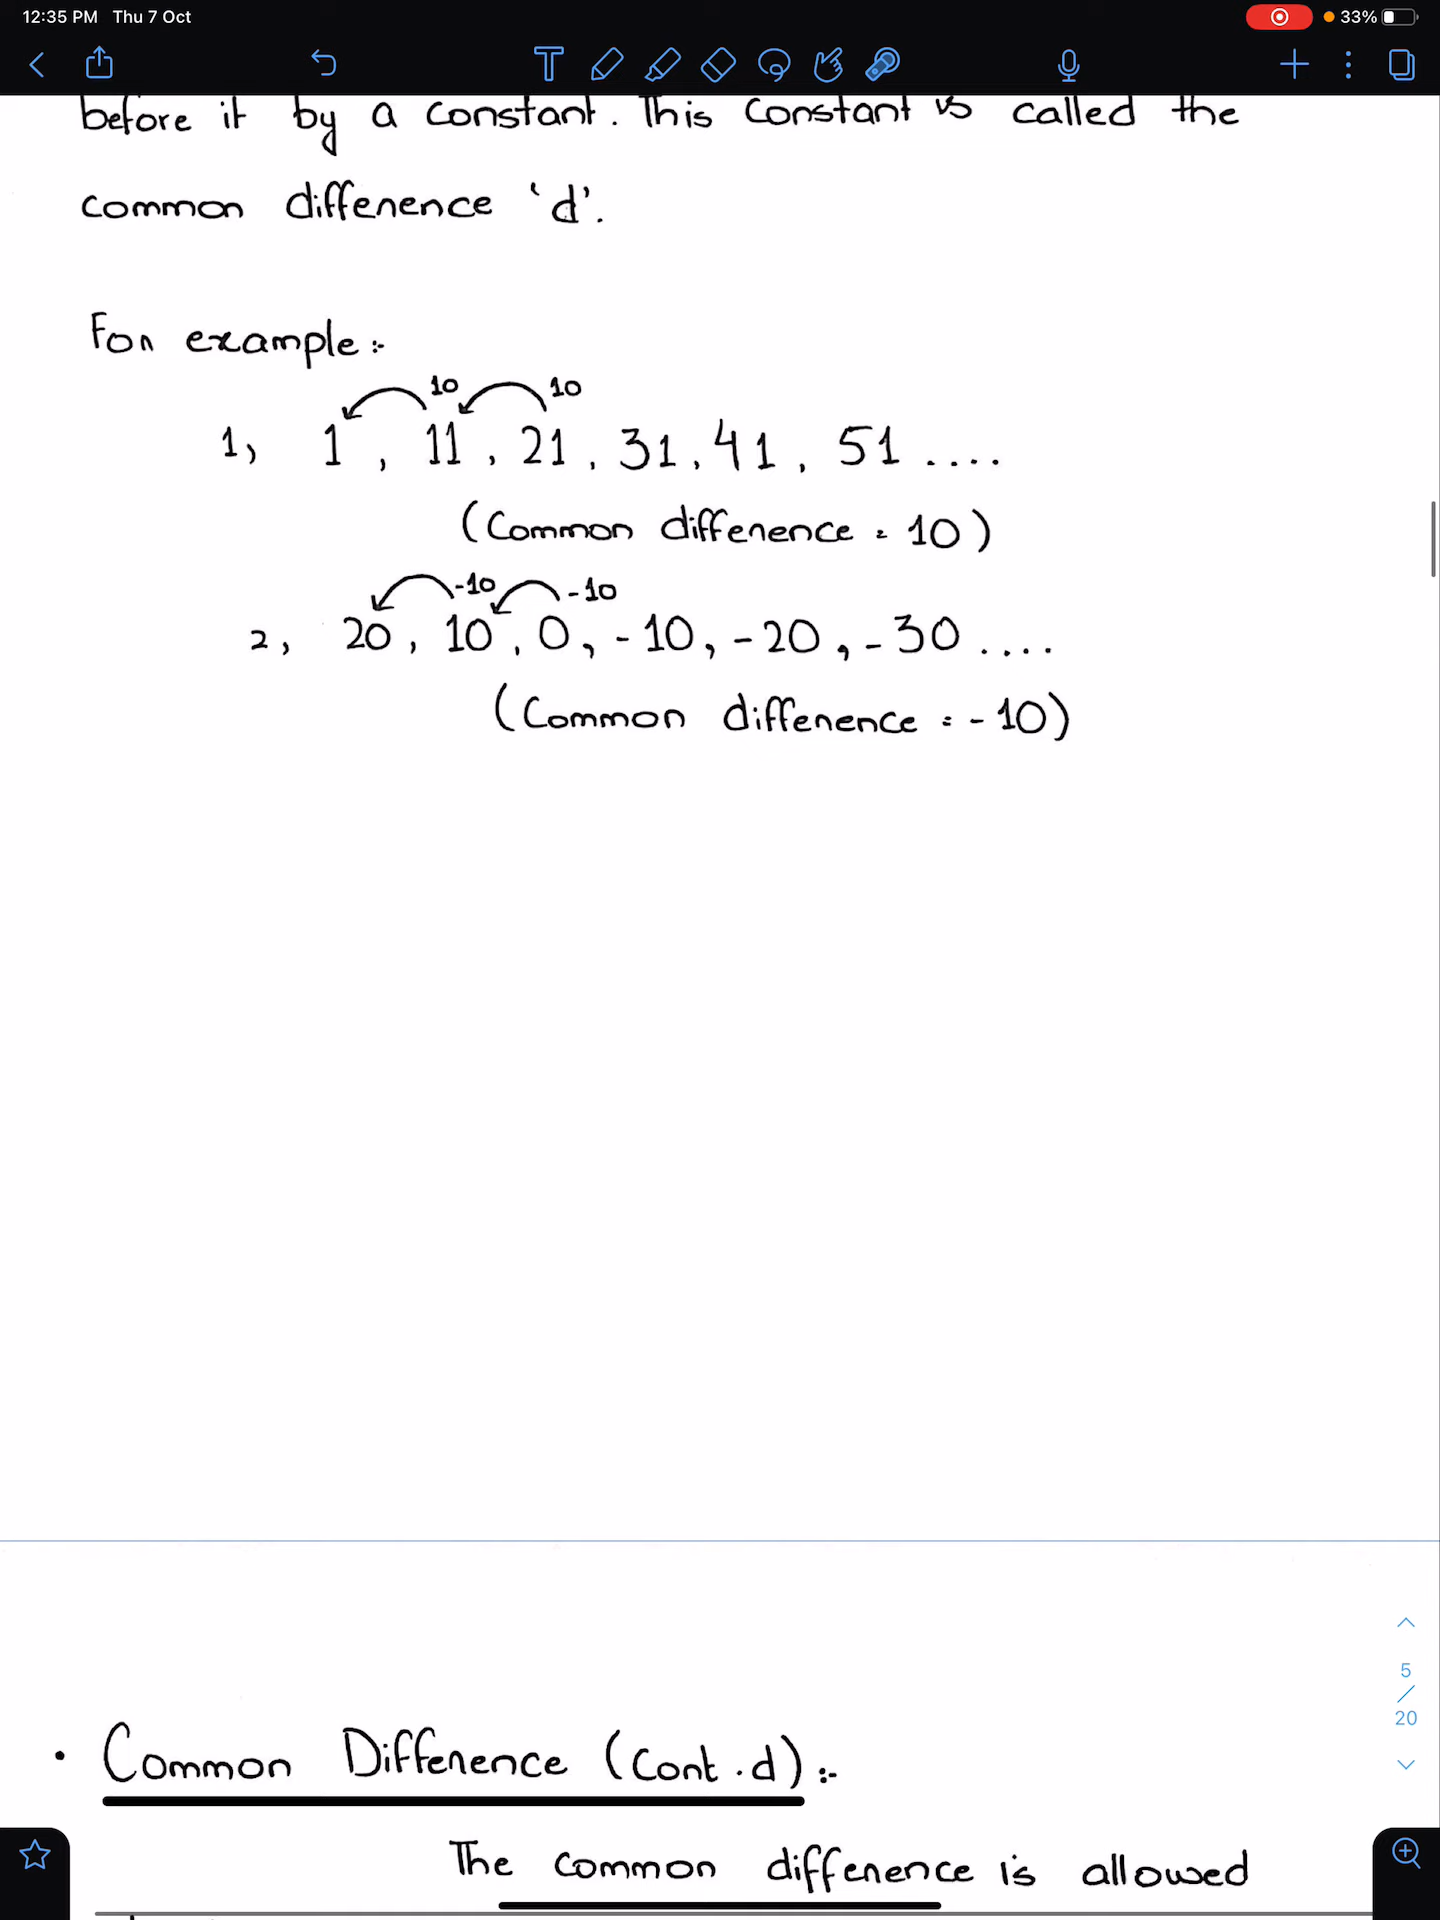 12:35 PM Thu 7 Oct 33%
before it by a constant. This constant is called the
common difference 'd'.
For example:-
10 10
1, 1, 11, 21, 31, 41, 51 ....
(Common difference = 10)
-10 -10
2, 20, 10, 0, -10, -20, -30 ....
(Common difference = -10)
5
/
20
• Common Difference (Cont.d):-
The common difference is allowed